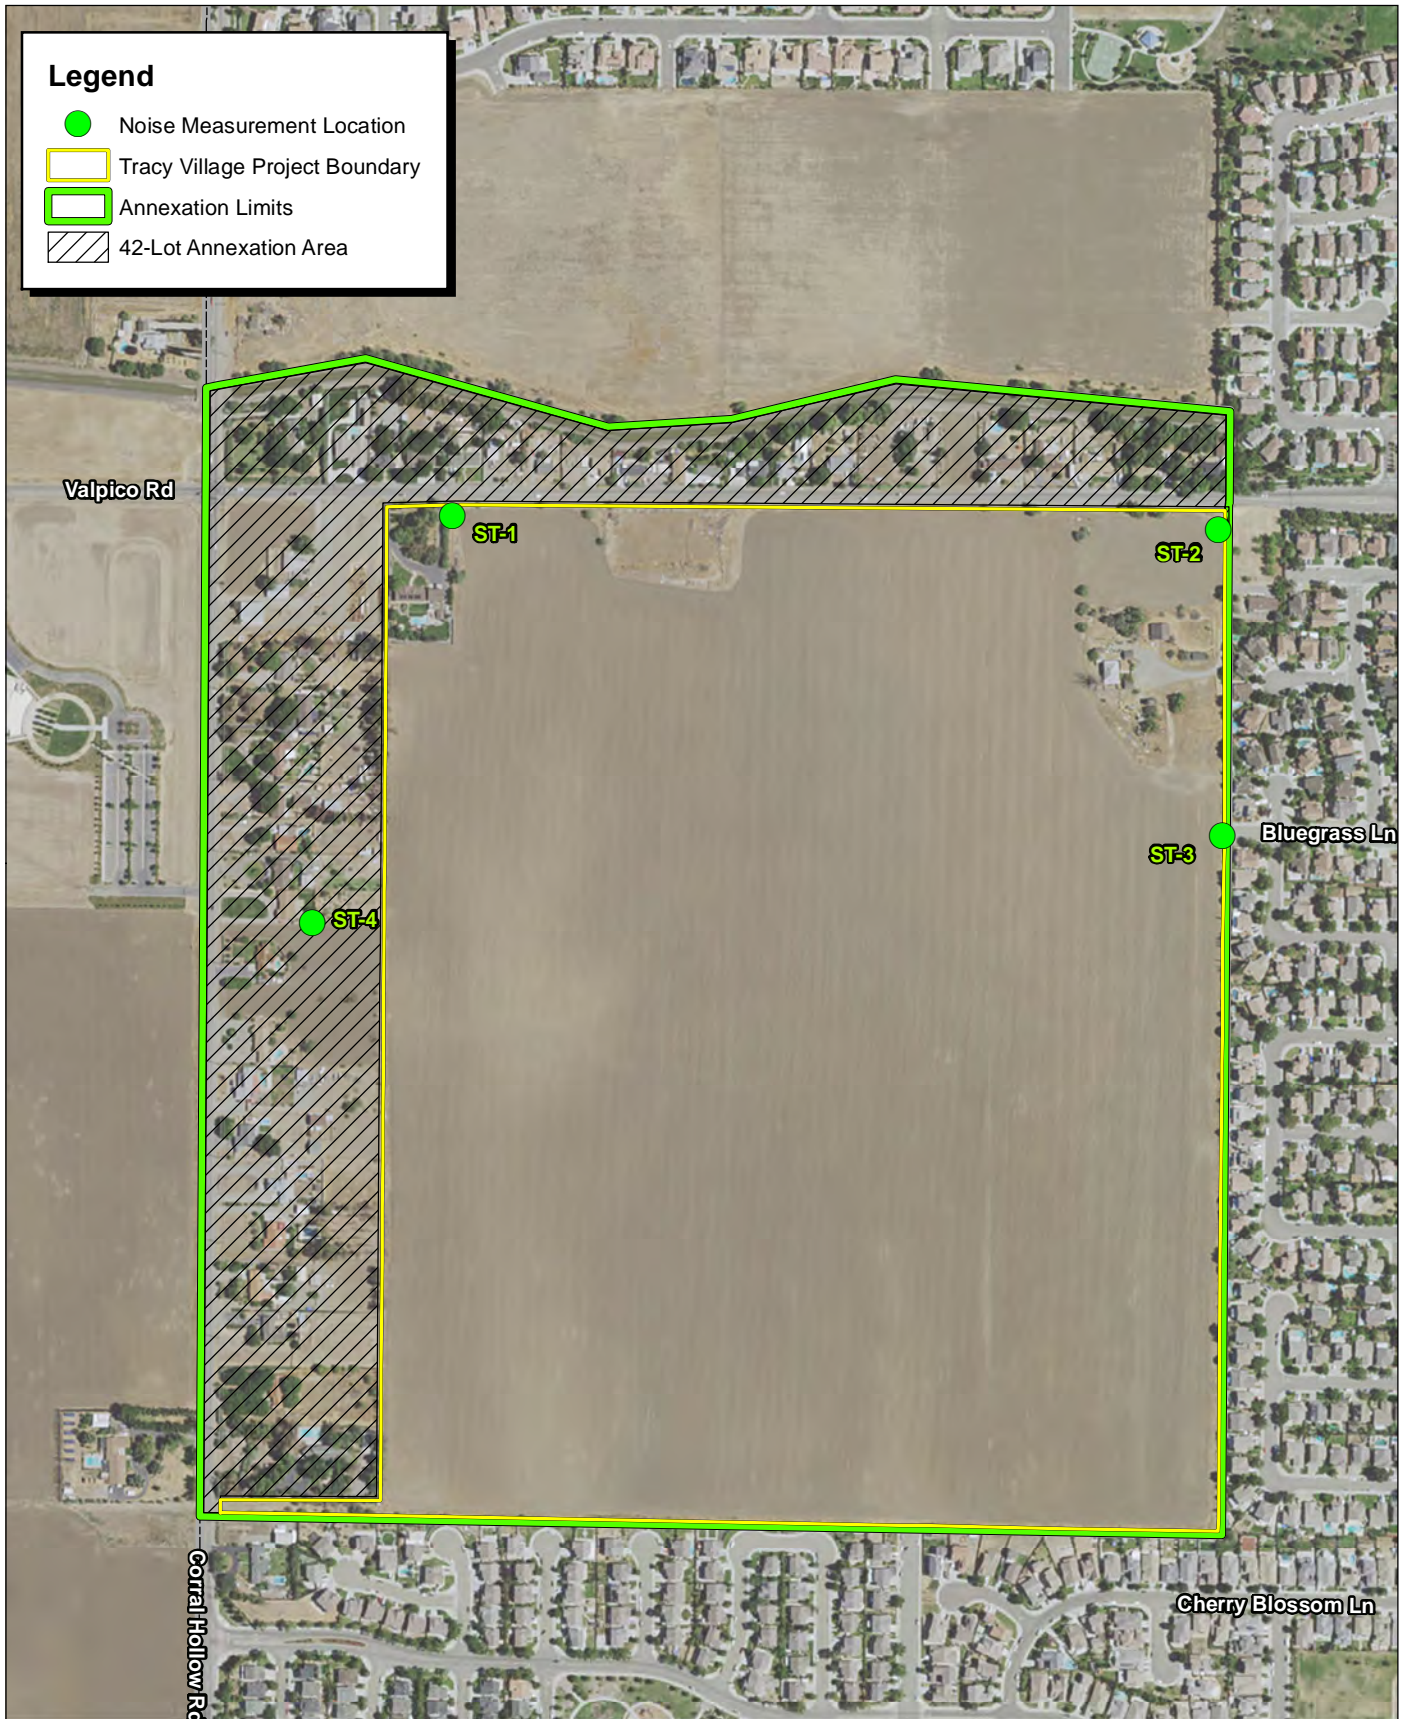 Legend
Noise Measurement Location
Tracy Village Project Boundary
Annexation Limits
42-Lot Annexation Area
Valpico Rd
ST-1
ST-2
Bluegrass Ln
ST-3
ST-4
Cherry Blossom Ln
Corral Hollow Rd